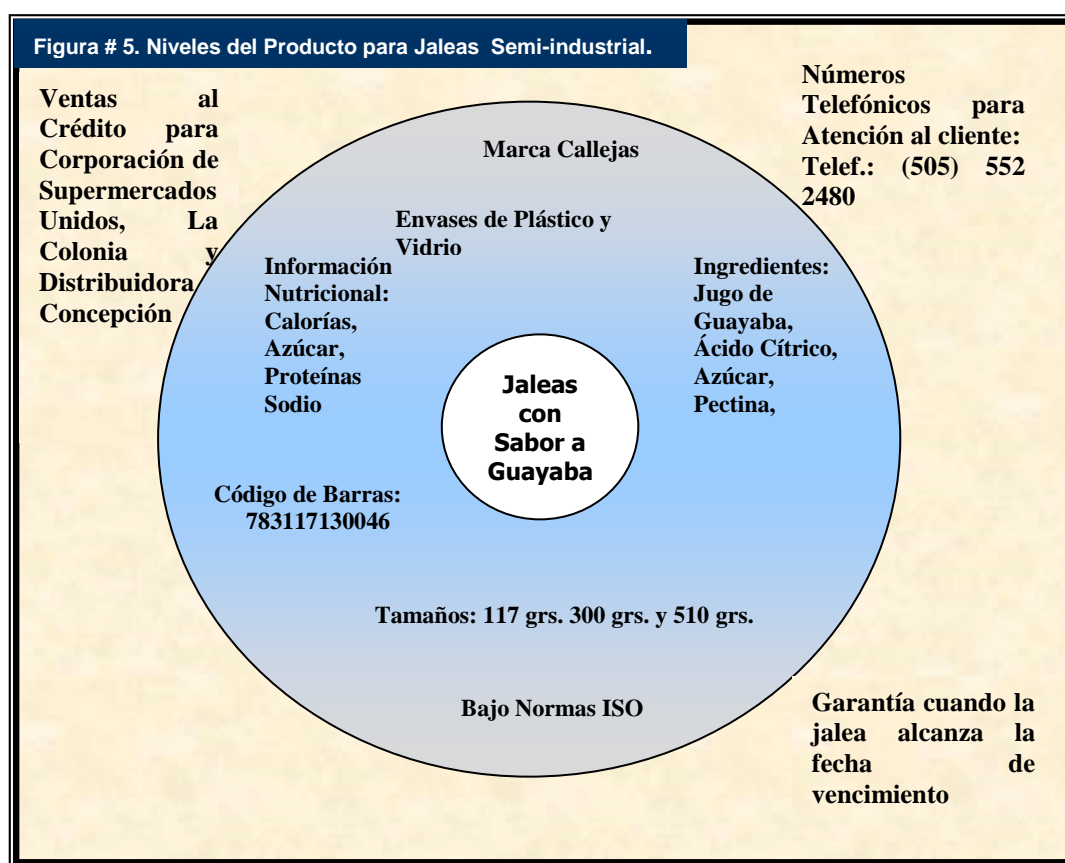 Figura # 5. Niveles del Producto para Jaleas Semi-industrial.
Ventas al
Crédito para
Corporación de
Supermercados
Unidos, La
Colonia y
Distribuidora
Concepción
Números
Telefónicos para
Atención al cliente:
Telef.: (505) 552
2480
Marca Callejas
Envases de Plástico y
Vidrio
Información
Nutricional:
Calorías,
Azúcar,
Proteínas
Sodio
Ingredientes:
Jugo de
Guayaba,
Ácido Cítrico,
Azúcar,
Pectina,
Jaleas
con
Sabor a
Guayaba
Código de Barras:
783117130046
Tamaños: 117 grs. 300 grs. y 510 grs.
Bajo Normas ISO
Garantía cuando la
jalea alcanza la
fecha de
vencimiento